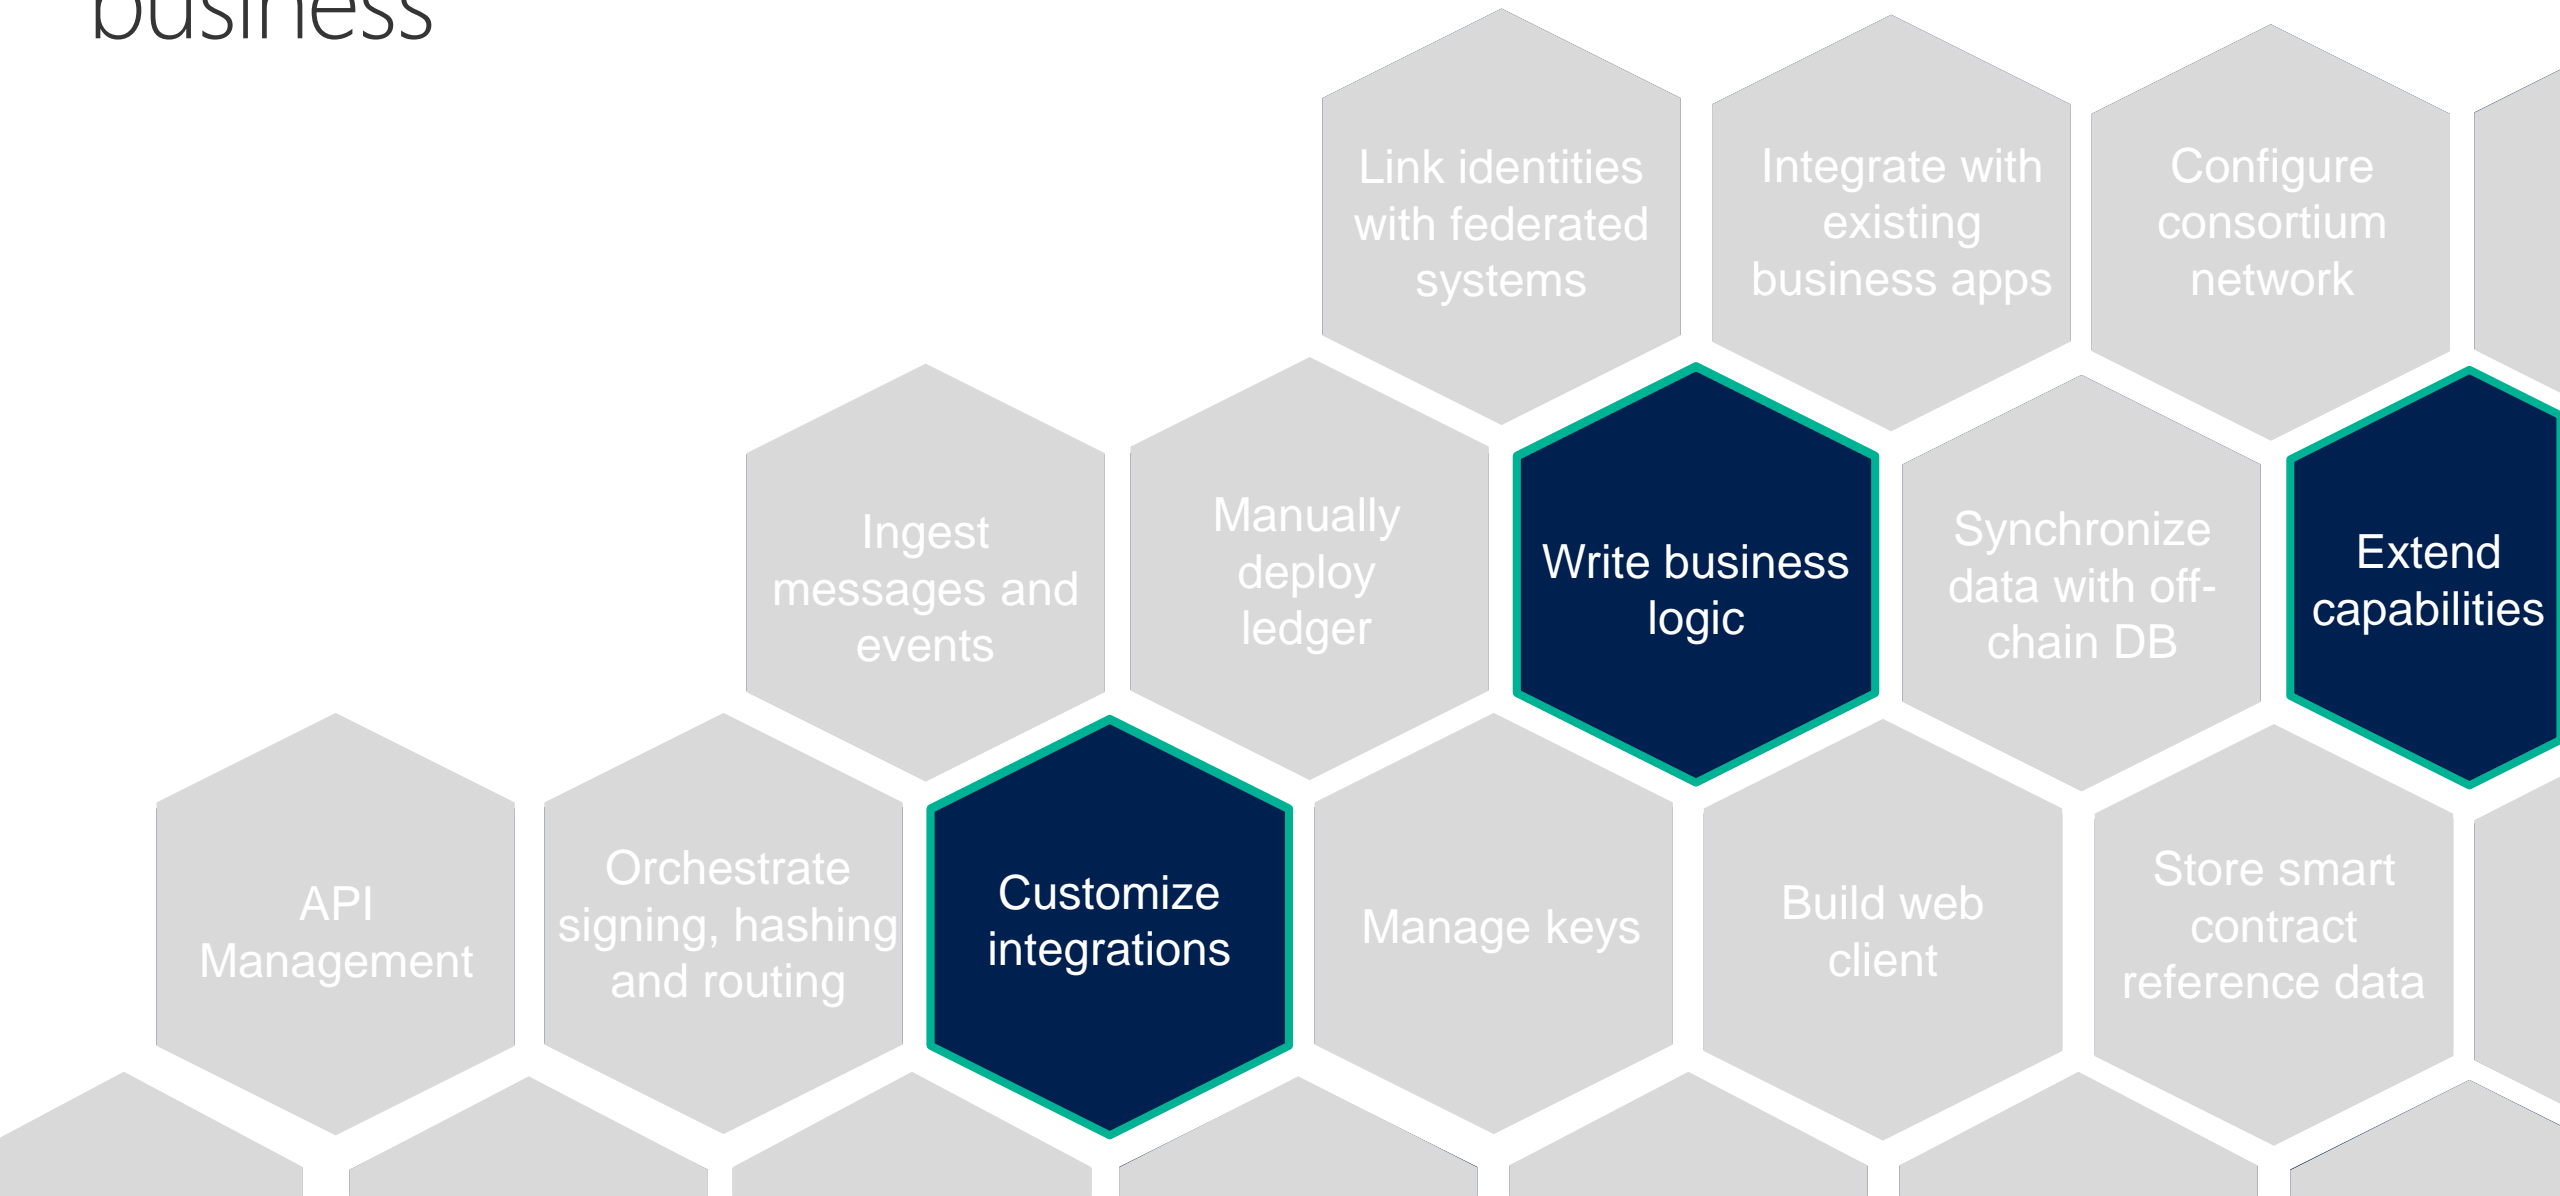 business
Link identities
with federated
systems
Integrate with
existing
business apps
Configure
consortium
network
Ingest
messages and
events
Manually
deploy
ledger
Write business
logic
Synchronize
data with off-
chain DB
Extend
capabilities
API
Management
Orchestrate
signing, hashing
and routing
Customize
integrations
Manage keys
Build web
client
Store smart
contract
reference data